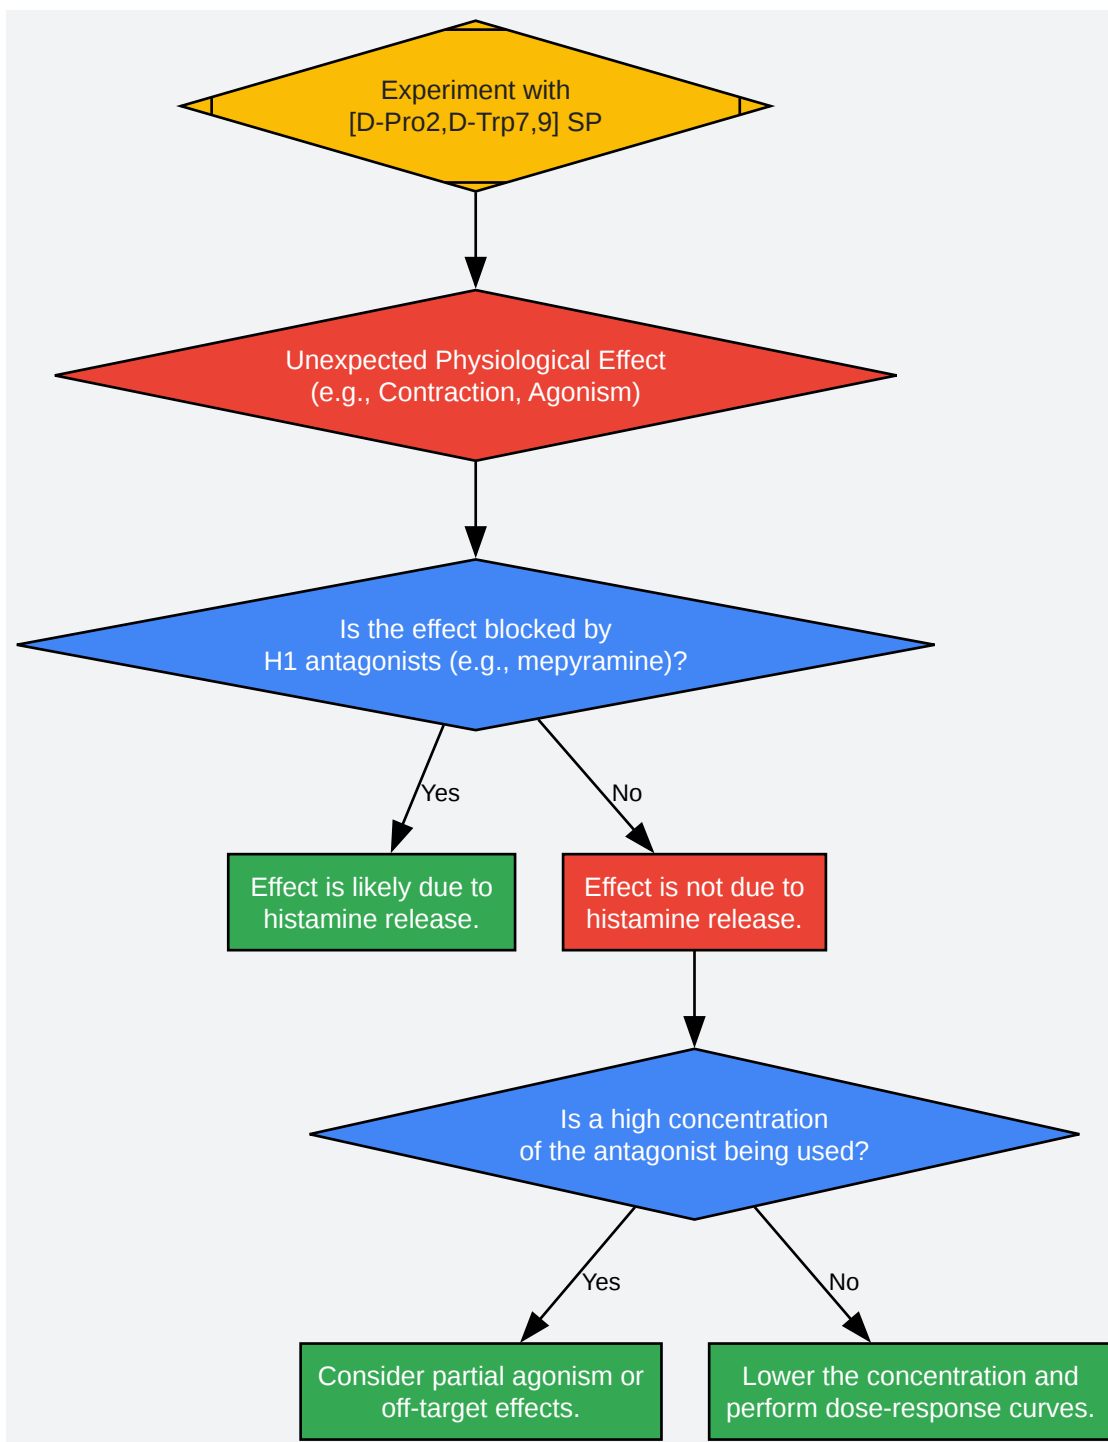 Experiment with
[D-Pro2,D-Trp7,9] SP
Unexpected Physiological Effect
(e.g., Contraction, Agonism)
Is the effect blocked by
H1 antagonists (e.g., mepyramine)?
Yes
No
Effect is likely due to
histamine release.
Effect is not due to
histamine release.
Is a high concentration
of the antagonist being used?
Yes
No
Consider partial agonism or
off-target effects.
Lower the concentration and
perform dose-response curves.